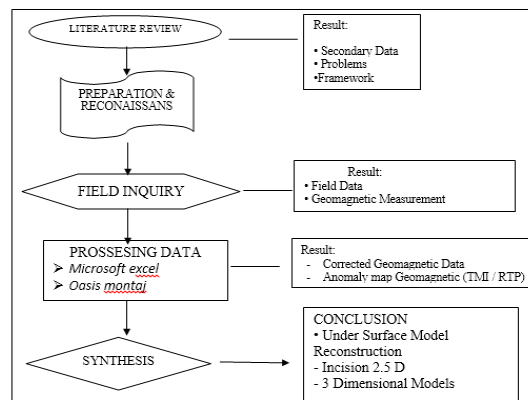 LITERATURE REVIEW
Result:
• Secondary Data
• Problems
•Framework
PREPARATION &
RECONAISSANS
FIELD INQUIRY
Result:
• Field Data
• Geomagnetic Measurement
PROSSESING DATA
➢ Microsoft excel
➢ Oasis montaj
Result:
- Corrected Geomagnetic Data
- Anomaly map Geomagnetic (TMI / RTP)
SYNTHESIS
CONCLUSION
• Under Surface Model
Reconstruction
- Incision 2.5 D
- 3 Dimensional Models